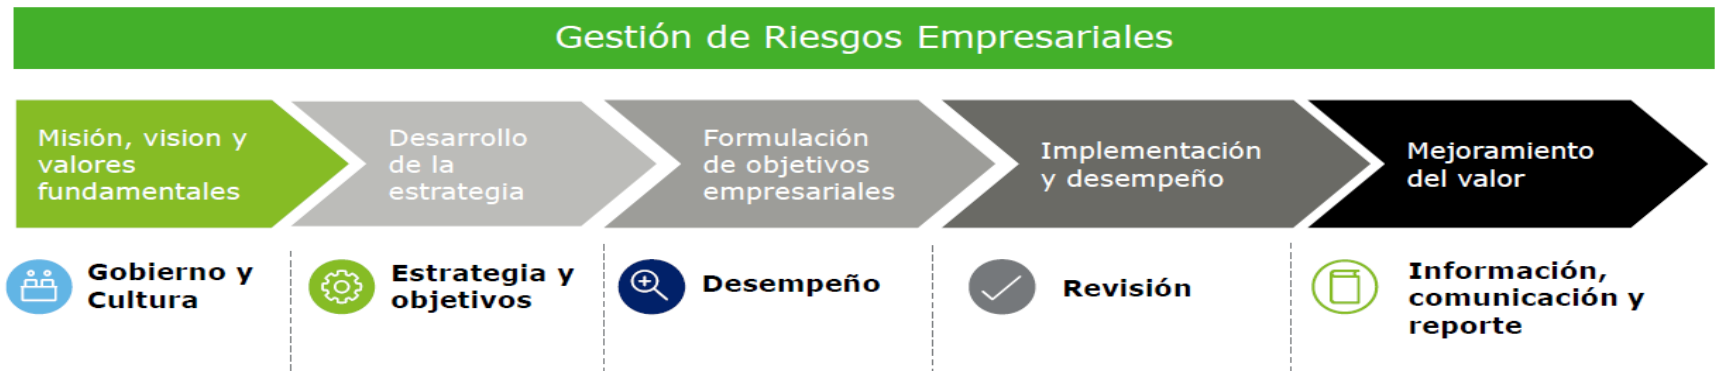 Gestión de Riesgos Empresariales
Misión, vision y
valores
fundamentales
Desarrollo
de la
estrategia
Formulación
de objetivos
empresariales
Implementación
y desempeño
Mejoramiento
del valor
Gobierno y
Cultura
Estrategia y
objetivos
Desempeño
Revisión
Información,
comunicación y
reporte